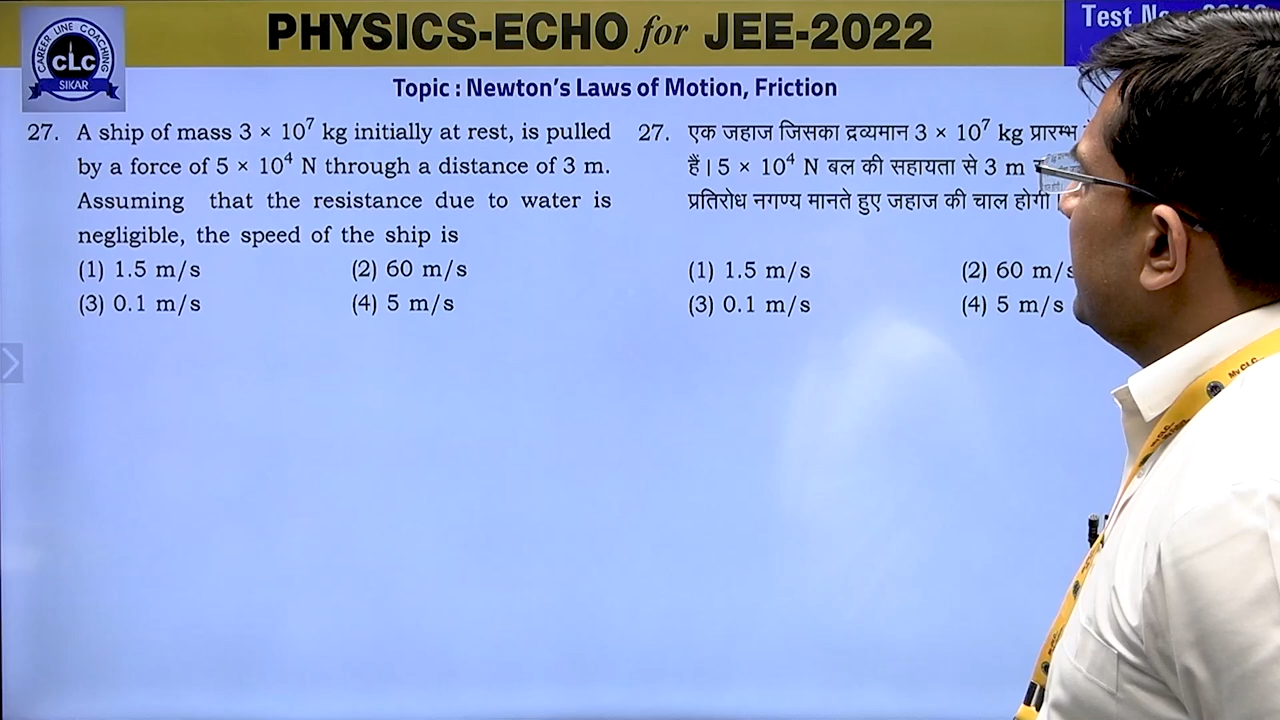 PHYSICS-ECHO for JEE-2022
Test No
CAREER LINE COACHING
CLC
SIKAR
Topic : Newton's Laws of Motion, Friction
27. A ship of mass 3 × 10⁷ kg initially at rest, is pulled
by a force of 5 × 10⁴ N through a distance of 3 m.
Assuming that the resistance due to water is
negligible, the speed of the ship is
(1) 1.5 m/s (2) 60 m/s
(3) 0.1 m/s (4) 5 m/s
27. एक जहाज जिसका द्रव्यमान 3 × 10⁷ kg प्रारम्भ
हैं। 5 × 10⁴ N बल की सहायता से 3 m
प्रतिरोध नगण्य मानते हुए जहाज की चाल होगी
(1) 1.5 m/s (2) 60 m/s
(3) 0.1 m/s (4) 5 m/s
My CLC